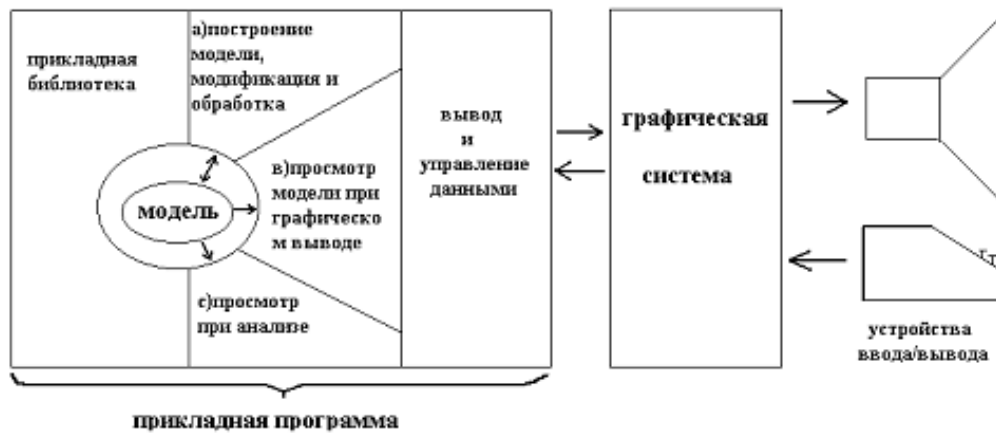 прикладная
библиотека
а)построение
модели,
модификация и
обработка
модель
в)просмотр
модели при
графическо
м выводе
с)просмотр
при анализе
вывод
и
управление
данными
графическая
система
устройства
ввода/вывода
прикладная программа